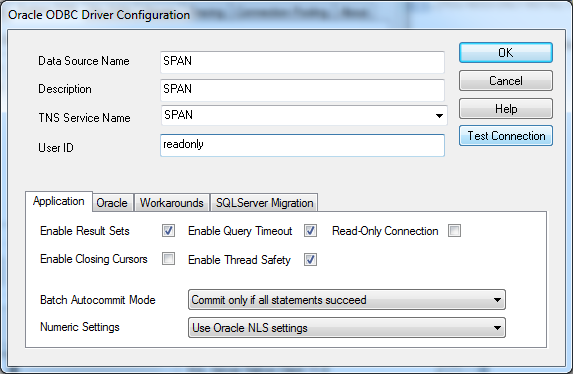 Oracle ODBC Driver Configuration
Data Source Name SPAN OK
Description SPAN Cancel
TNS Service Name SPAN Help
User ID readonly Test Connection
Application Oracle Workarounds SQLServer Migration
Enable Result Sets Enable Query Timeout Read-Only Connection
Enable Closing Cursors Enable Thread Safety
Batch Autocommit Mode Commit only if all statements succeed
Numeric Settings Use Oracle NLS settings